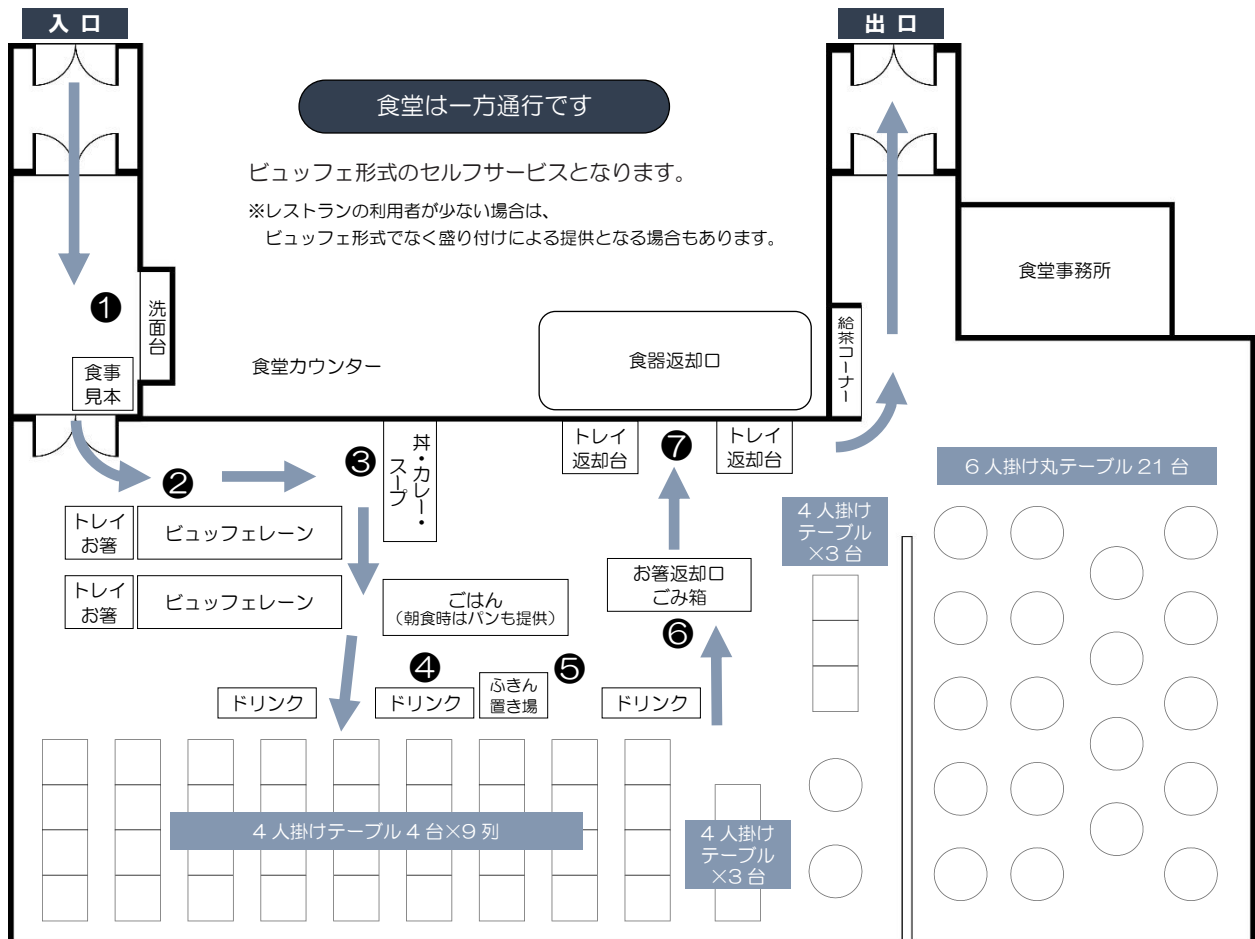 入口
出口
食堂は一方通行です
ビュッフェ形式のセルフサービスとなります。
※レストランの利用者が少ない場合は、
ビュッフェ形式でなく盛り付けによる提供となる場合もあります。
食堂事務所
❶
洗面台
食事
見本
食堂カウンター
食器返却口
給茶コーナー
❷
❸
丼・カレー・
スープ
トレイ
返却台
❼
トレイ
返却台
6人掛け丸テーブル21台
トレイ
お箸
ビュッフェレーン
4人掛け
テーブル
×3台
トレイ
お箸
ビュッフェレーン
ごはん
（朝食時はパンも提供）
お箸返却口
ごみ箱
❹
❺
❻
ドリンク
ドリンク
ふきん
置き場
ドリンク
4人掛けテーブル4台×9列
4人掛け
テーブル
×3台